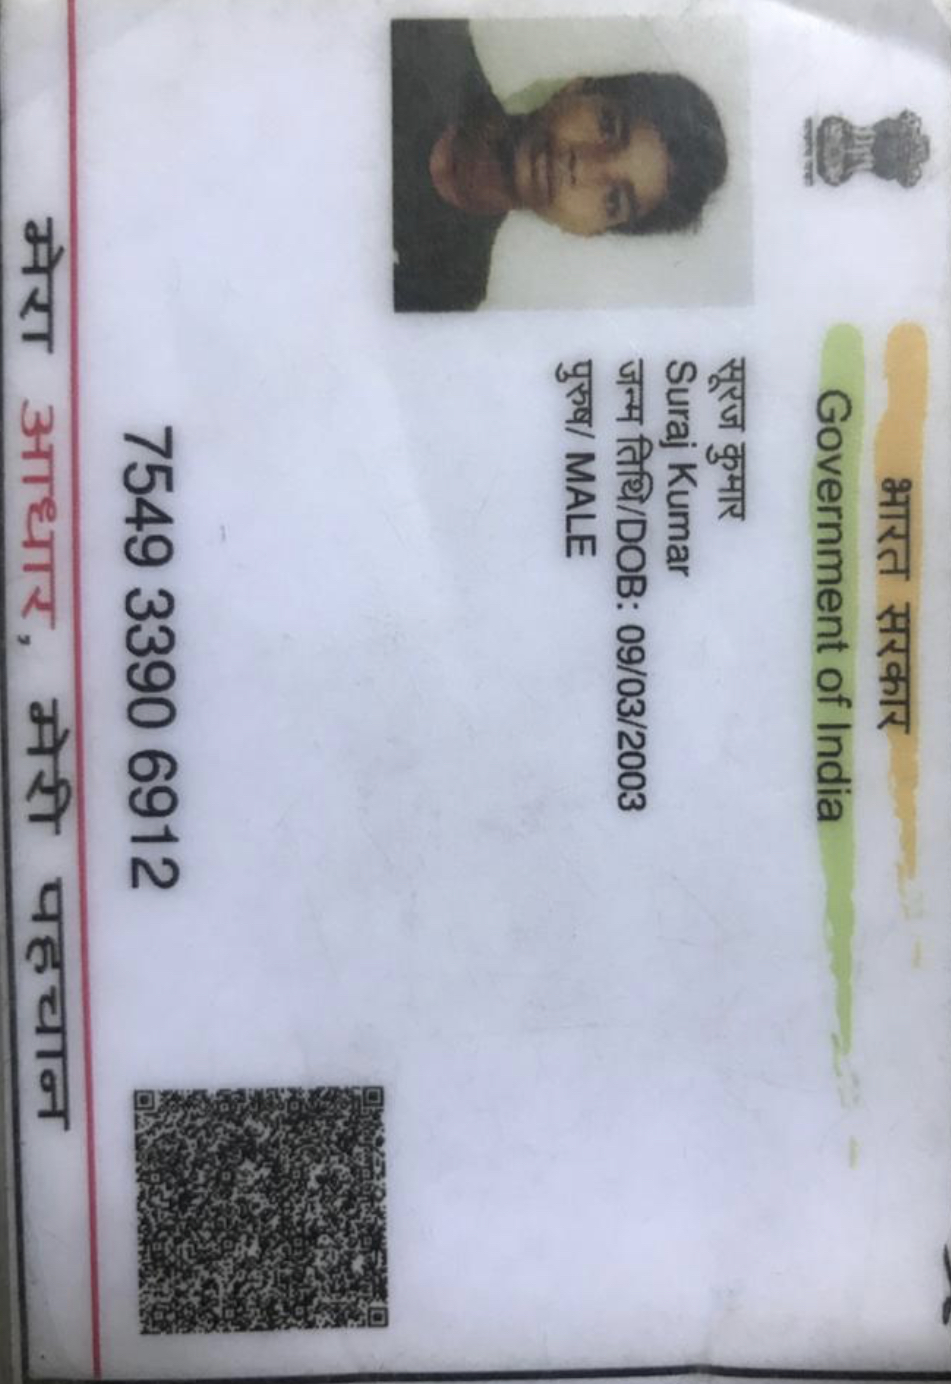 भारत सरकार
Government of India
सूरज कुमार
Suraj Kumar
जन्म तिथि/DOB: 09/03/2003
पुरुष/ MALE
7549 3390 6912
मेरा आधार, मेरी पहचान